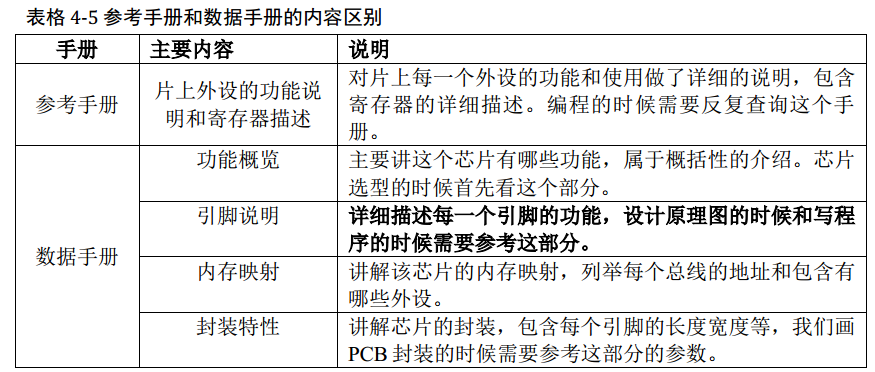 表格 4-5 参考手册和数据手册的内容区别
手册 主要内容 说明
参考手册
片上外设的功能说
明和寄存器描述
对片上每一个外设的功能和使用做了详细的说明，包含
寄存器的详细描述。编程的时候需要反复查询这个手
册。
数据手册
功能概览
主要讲这个芯片有哪些功能，属于概括性的介绍。芯片
选型的时候首先看这个部分。
引脚说明
详细描述每一个引脚的功能，设计原理图的时候和写程
序的时候需要参考这部分。
内存映射
讲解该芯片的内存映射，列举每个总线的地址和包含有
哪些外设。
封装特性
讲解芯片的封装，包含每个引脚的长度宽度等，我们画
PCB 封装的时候需要参考这部分的参数。